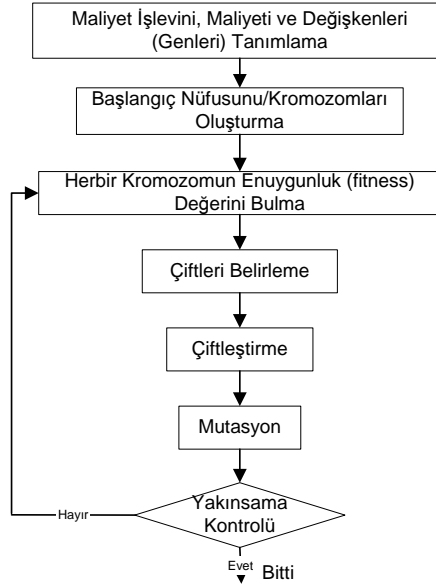 Maliyet İşlevini, Maliyeti ve Değişkenleri
(Genleri) Tanımlama
Başlangıç Nüfusunu/Kromozomları
Oluşturma
Herbir Kromozomun Enuygunluk (fitness)
Değerini Bulma
Çiftleri Belirleme
Çiftleştirme
Mutasyon
Yakınsama
Kontrolü
Hayır
Evet
Bitti